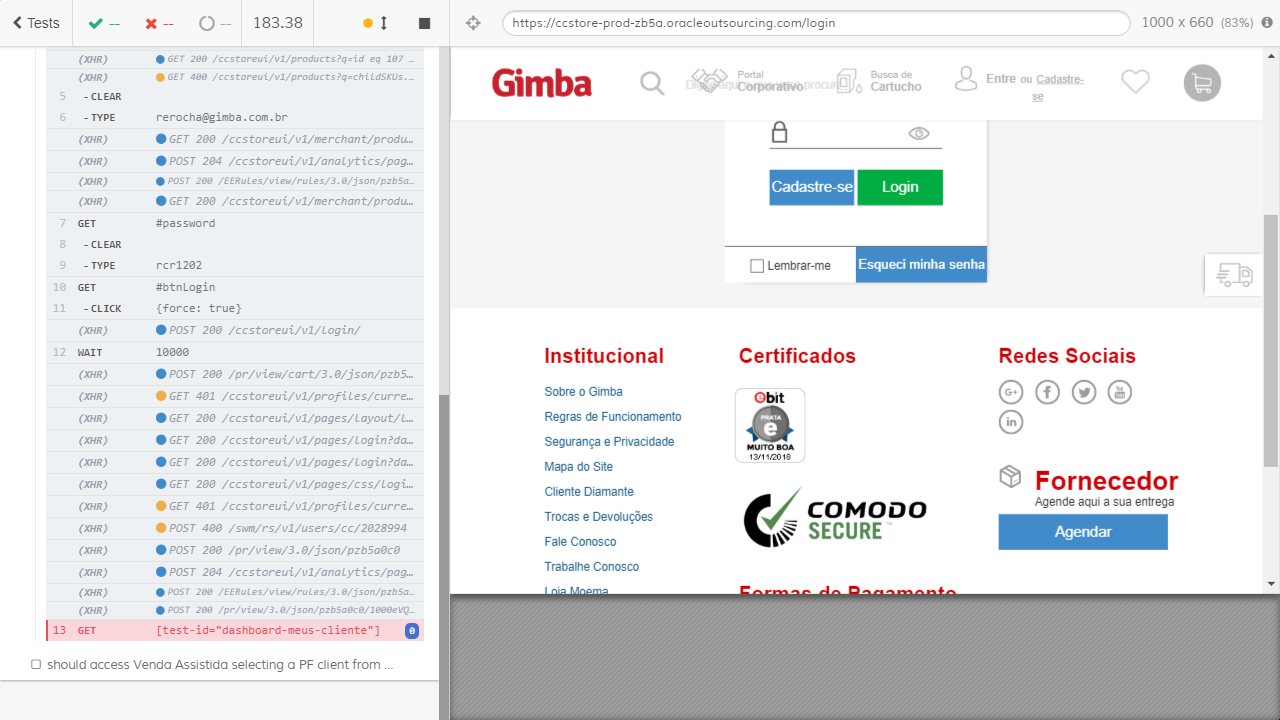 Tests
--
--
--
183.38
https://ccstore-prod-zb5a.oracleoutsourcing.com/login
1000 x 660 (83%)
(XHR) GET 200 /ccstoreui/v1/products?q=id eq 107 ...
(XHR) GET 400 /ccstoreui/v1/products?q=childSKUs....
5 - CLEAR
6 - TYPE rerocha@gimba.com.br
(XHR) GET 200 /ccstoreui/v1/merchant/produ...
(XHR) POST 204 /ccstoreui/v1/analytics/pag...
(XHR) POST 200 /EERules/view/rules/3.0/json/pzb5a...
(XHR) GET 200 /ccstoreui/v1/merchant/produ...
7 GET #password
8 - CLEAR
9 - TYPE rcr1202
10 GET #btnLogin
11 - CLICK {force: true}
(XHR) POST 200 /ccstoreui/v1/login/
12 WAIT 10000
(XHR) POST 200 /pr/view/cart/3.0/json/pzb5...
(XHR) GET 401 /ccstoreui/v1/profiles/curre...
(XHR) GET 200 /ccstoreui/v1/pages/layout/l...
(XHR) GET 200 /ccstoreui/v1/pages/login?da...
(XHR) GET 200 /ccstoreui/v1/pages/login?da...
(XHR) GET 200 /ccstoreui/v1/pages/css/logi...
(XHR) GET 401 /ccstoreui/v1/profiles/curre...
(XHR) POST 400 /swm/rs/v1/users/cc/2028994
(XHR) POST 200 /pr/view/3.0/json/pzb5a0c0
(XHR) POST 204 /ccstoreui/v1/analytics/pag...
(XHR) POST 200 /EERules/view/rules/3.0/json/pzb5a...
(XHR) POST 200 /pr/view/3.0/json/pzb5a0c0/1000eVQ...
13 GET [test-id="dashboard-meus-cliente"] 0
should access Venda Assistida selecting a PF client from ...
Gimba
Portal
Corporativo
Busca de
Cartucho
Entre ou Cadastre-
se
Cadastre-se
Login
Lembrar-me
Esqueci minha senha
Institucional
Sobre o Gimba
Regras de Funcionamento
Segurança e Privacidade
Mapa do Site
Cliente Diamante
Trocas e Devoluções
Fale Conosco
Trabalhe Conosco
Loja Moema
Certificados
ebit
PRATA
e
MUITO BOA
13/11/2018
COMODO
SECURE™
Formas de Pagamento
Redes Sociais
G+
f
You
Tube
in
Fornecedor
Agende aqui a sua entrega
Agendar